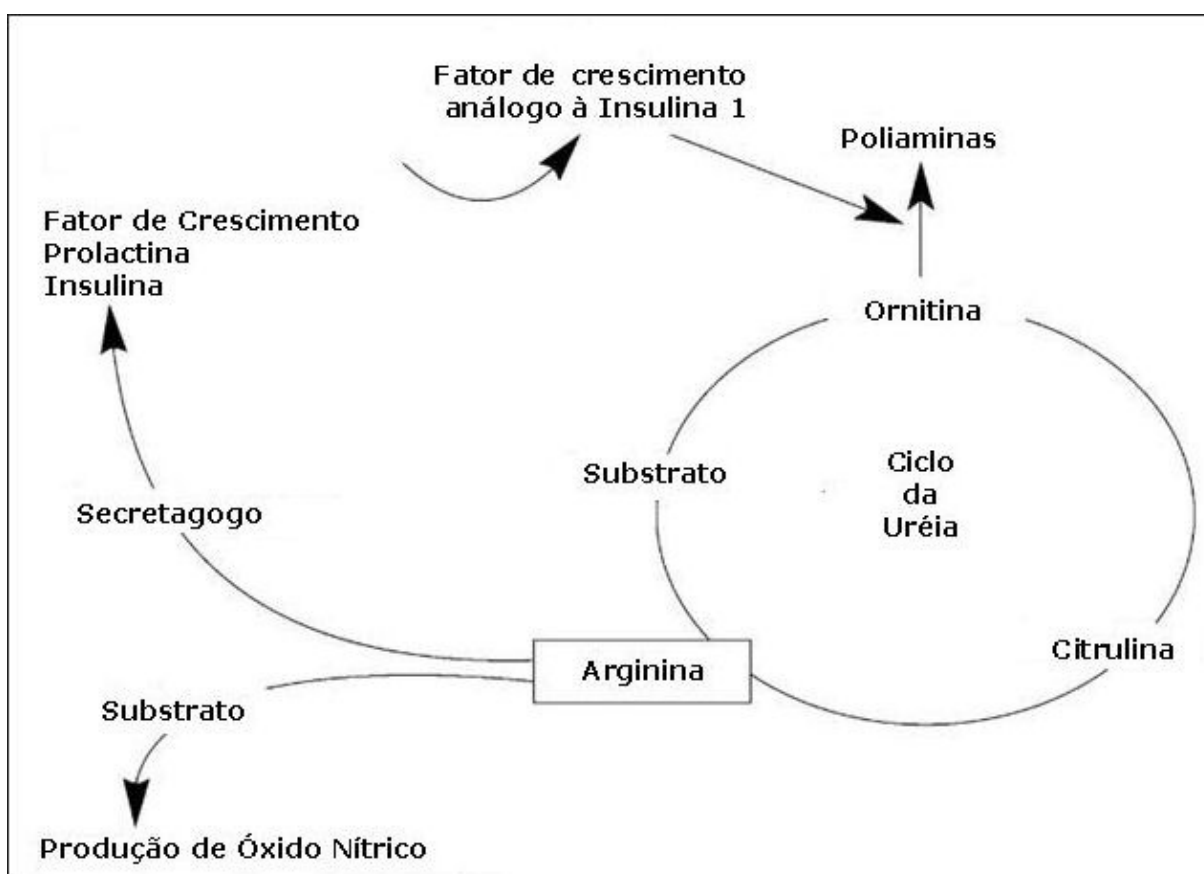 Fator de crescimento
análogo à Insulina 1
Poliaminas
Fator de Crescimento
Prolactina
Insulina
Ornitina
Substrato
Ciclo
da
Uréia
Secretagogo
Citrulina
Arginina
Substrato
Produção de Óxido Nítrico